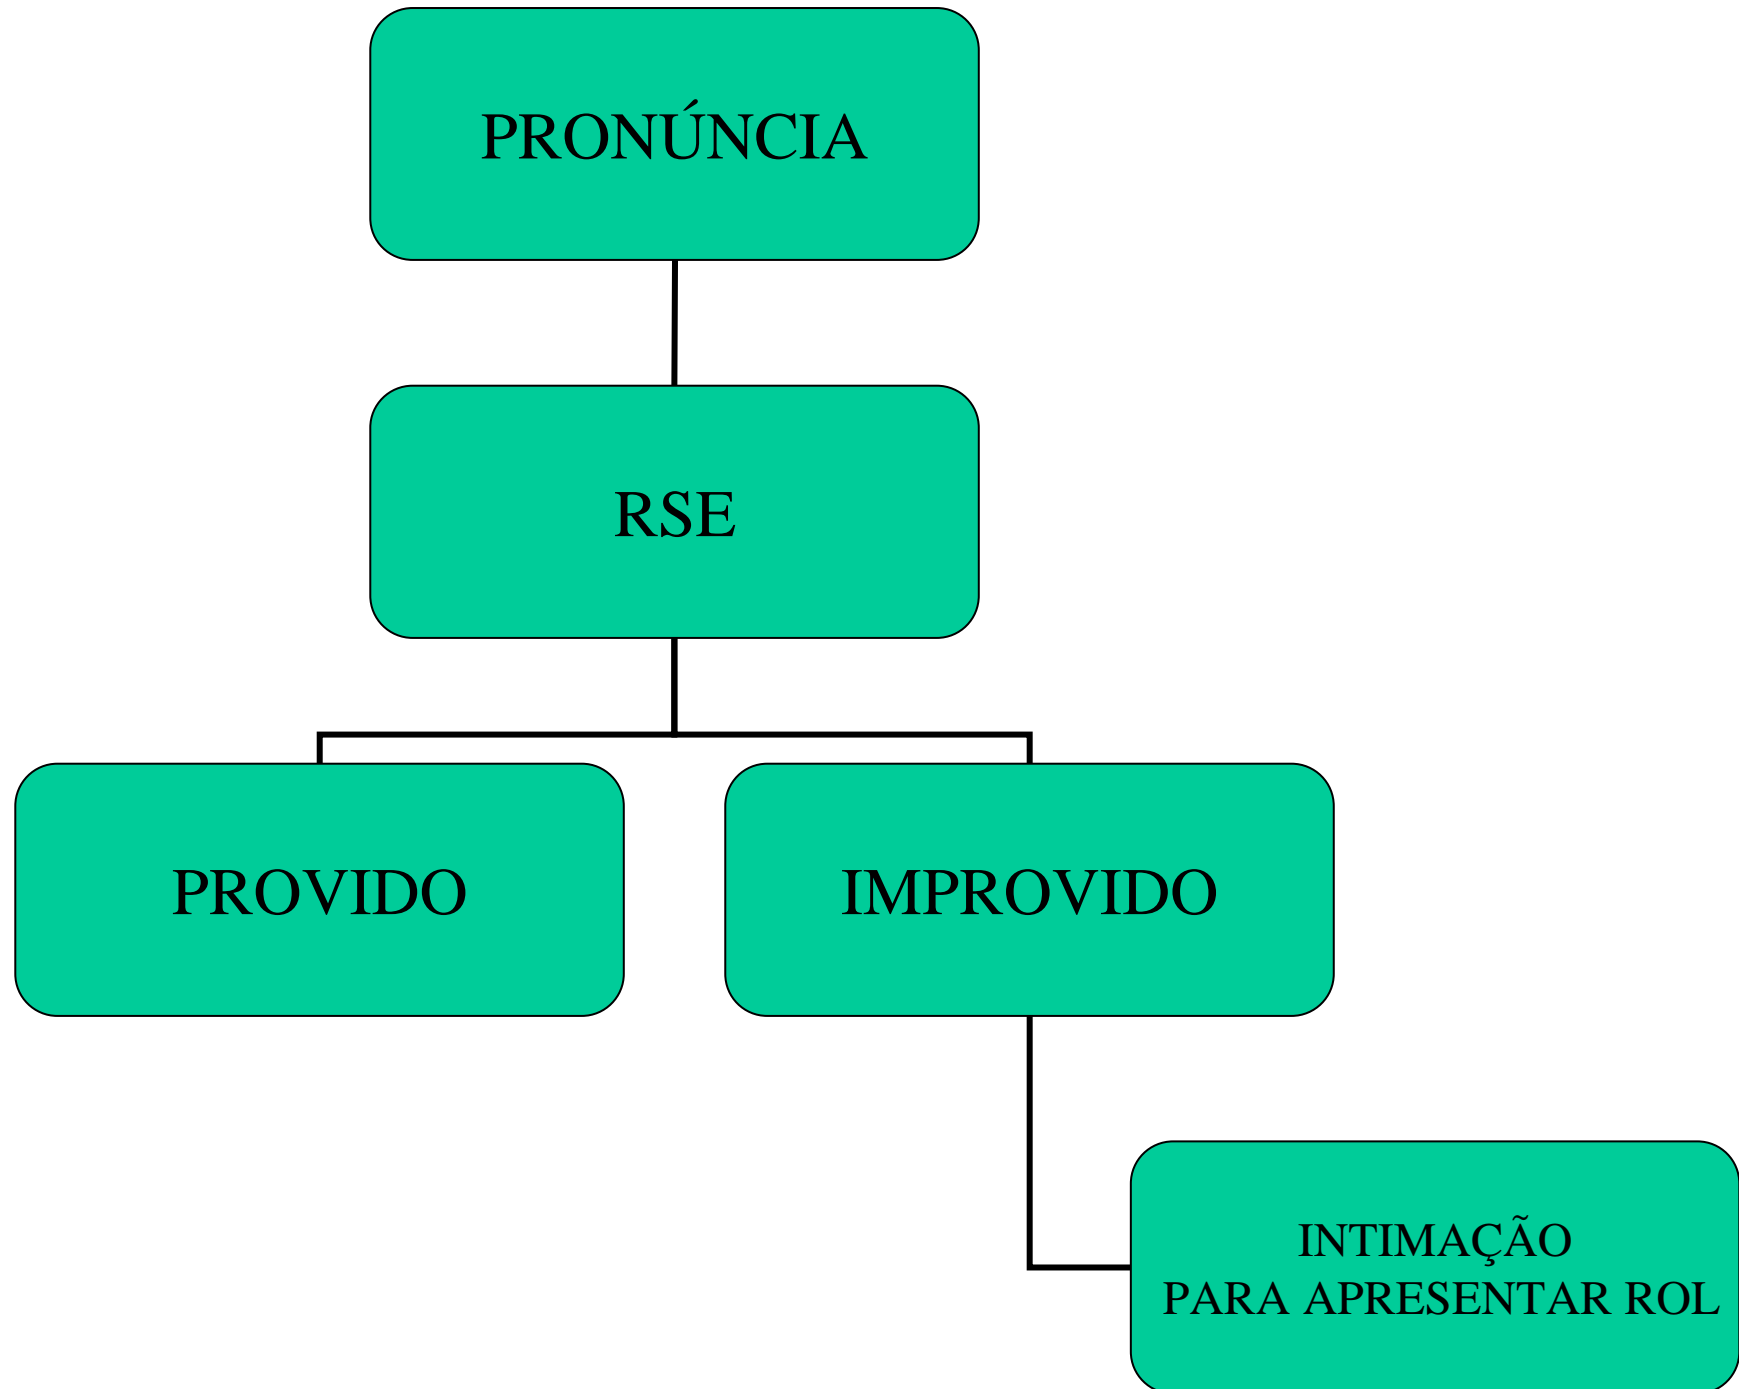 PRONÚNCIA
RSE
PROVIDO
IMPROVIDO
INTIMAÇÃO
PARA APRESENTAR ROL